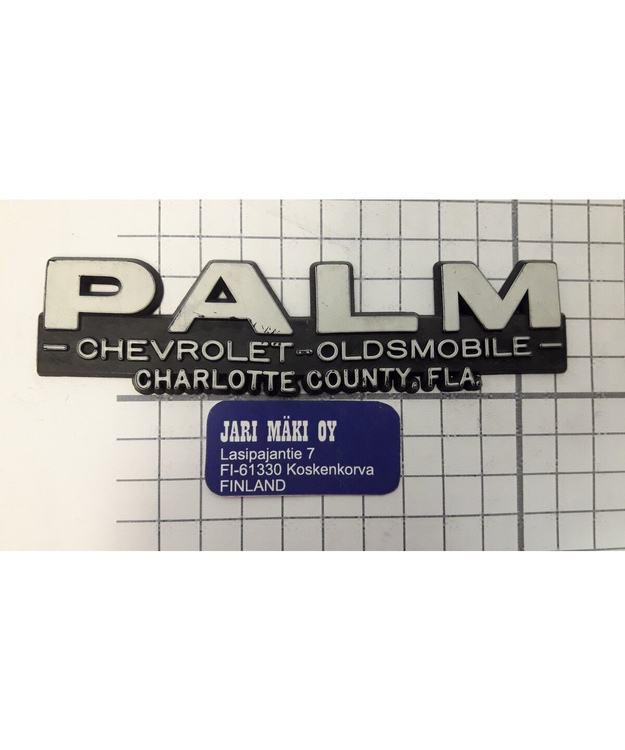 PALM
CHEVROLET - OLDSMOBILE
CHARLOTTE COUNTY, FLA.
JARI MÄKI OY
Lasipajantie 7
FI-61330 Koskenkorva
FINLAND